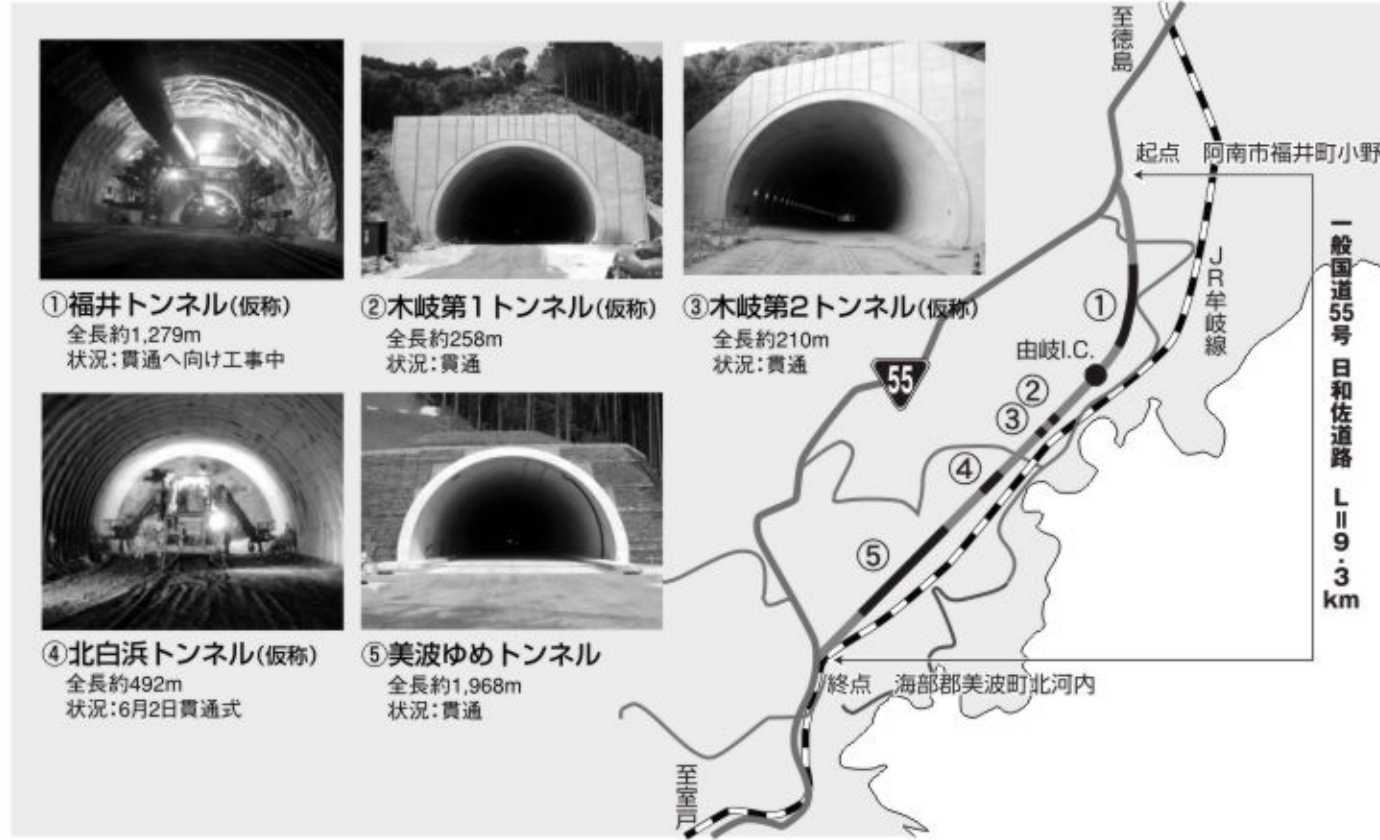 ①福井トンネル(仮称)
全長約1,279m
状況:貫通へ向け工事中
②木岐第1トンネル(仮称)
全長約258m
状況:貫通
③木岐第2トンネル(仮称)
全長約210m
状況:貫通
④北白浜トンネル(仮称)
全長約492m
状況:6月2日貫通式
⑤美波ゆめトンネル
全長約1,968m
状況:貫通
至徳島
起点 阿南市福井町小野
JR牟岐線
一般国道55号 日和佐道路 L=9.3km
①
由岐I.C.
55
②
③
④
⑤
終点 海部郡美波町北河内
至室戸